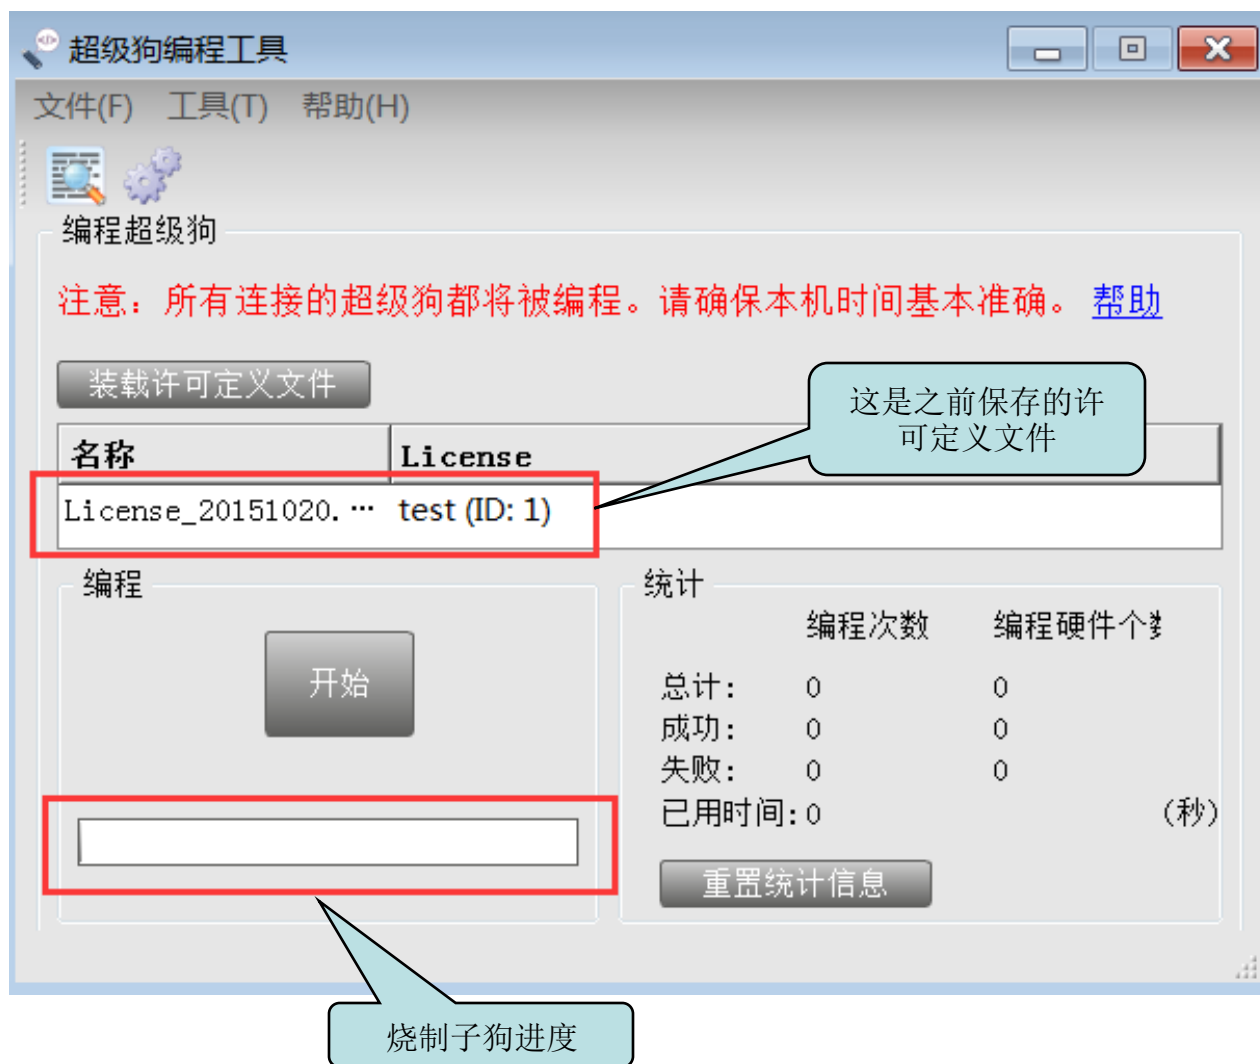 超级狗编程工具
文件(F) 工具(T) 帮助(H)
编程超级狗
注意：所有连接的超级狗都将被编程。请确保本机时间基本准确。 帮助
装载许可定义文件
这是之前保存的许
可定义文件
名称 License
License_20151020. … test (ID: 1)
编程
统计
编程次数 编程硬件个
开始
总计: 0 0
成功: 0 0
失败: 0 0
已用时间:0 (秒)
重置统计信息
烧制子狗进度